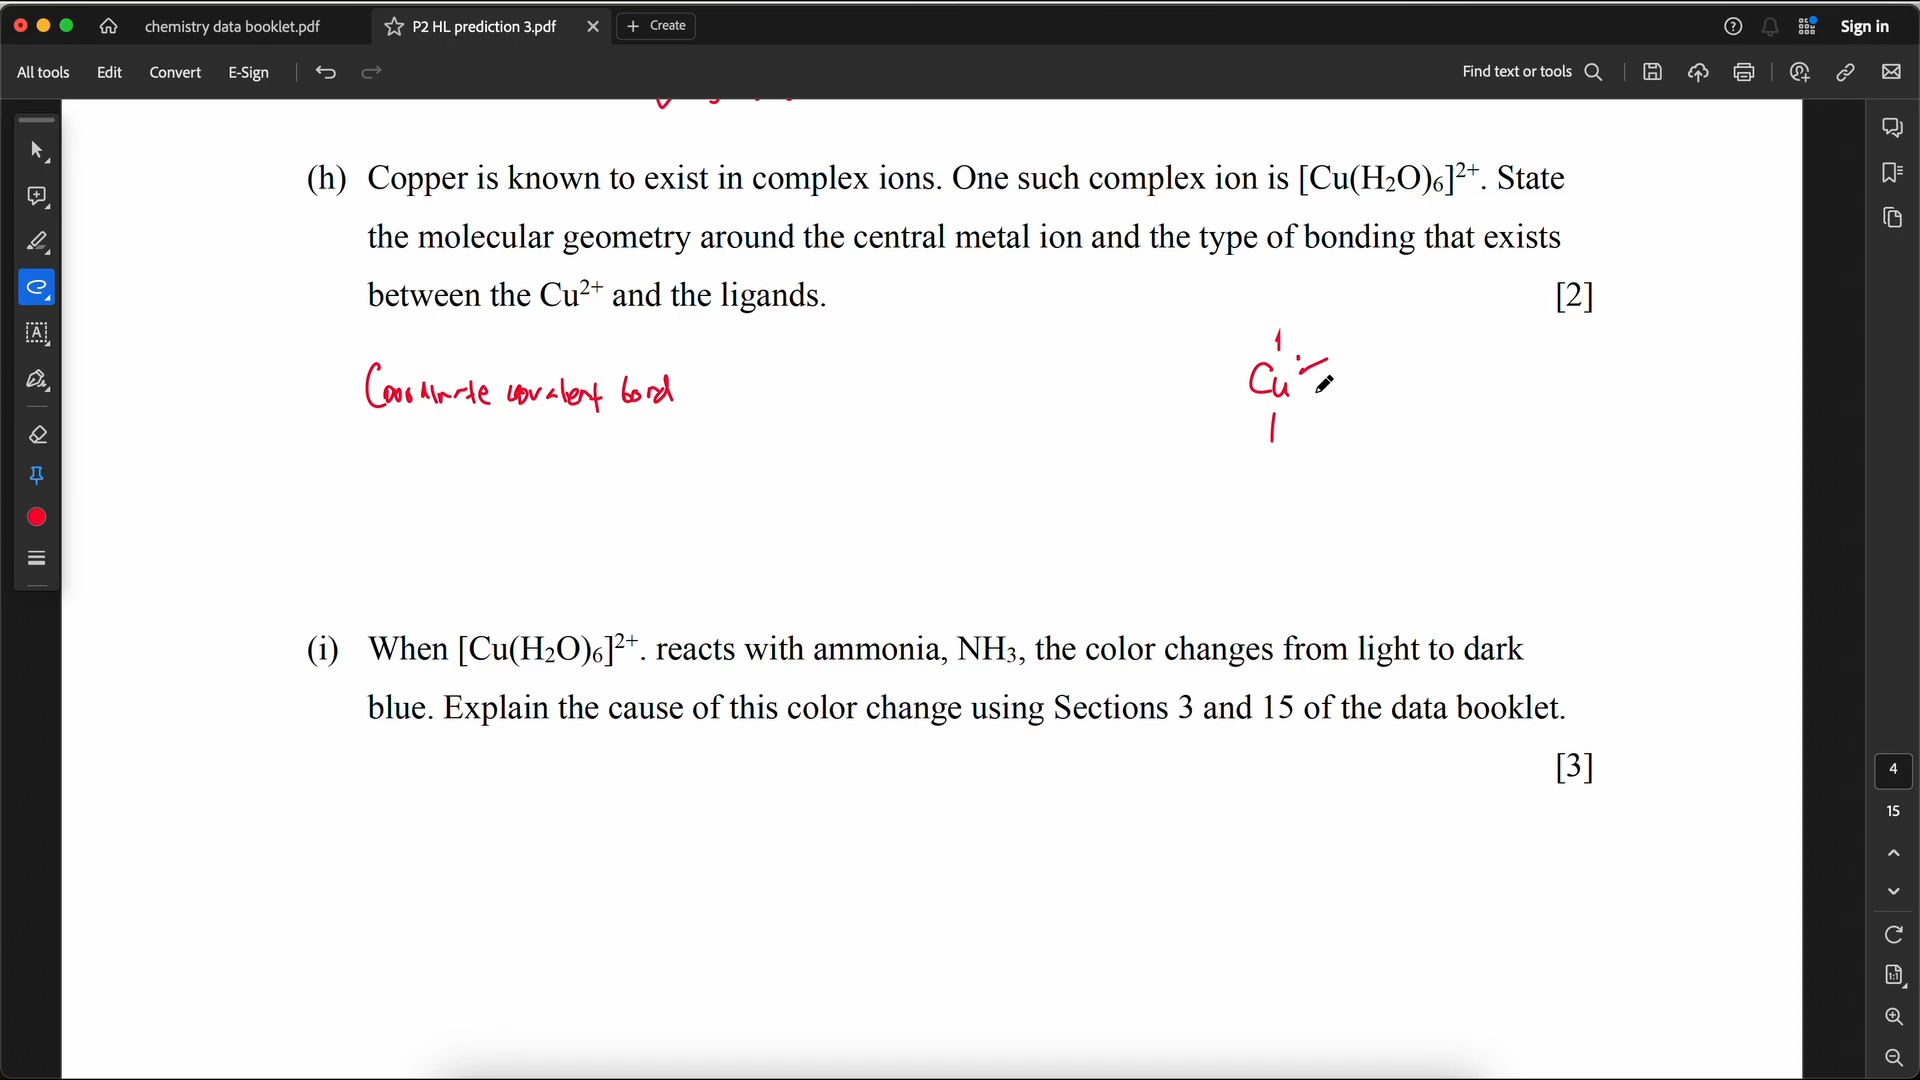 chemistry data booklet.pdf
P2 HL prediction 3.pdf
Create
Sign in
All tools
Edit
Convert
E-Sign
Find text or tools
(h) Copper is known to exist in complex ions. One such complex ion is [Cu(H₂O)₆]²⁺. State
the molecular geometry around the central metal ion and the type of bonding that exists
between the Cu²⁺ and the ligands. [2]
Coordinate covalent bond
Cu
(i) When [Cu(H₂O)₆]²⁺. reacts with ammonia, NH₃, the color changes from light to dark
blue. Explain the cause of this color change using Sections 3 and 15 of the data booklet.
[3]
4
15